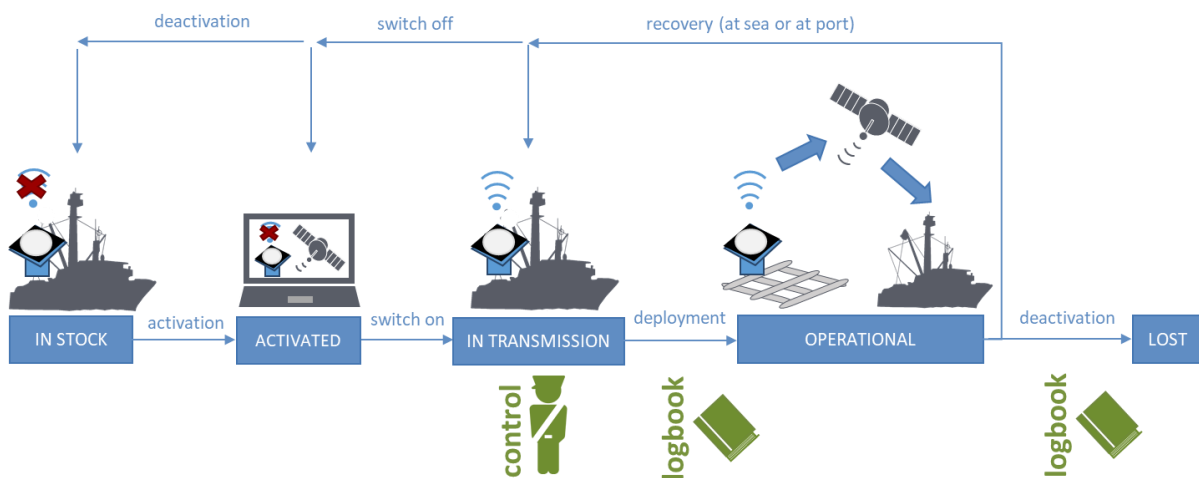 deactivation
switch off
recovery (at sea or at port)
IN STOCK
activation
ACTIVATED
switch on
IN TRANSMISSION
deployment
OPERATIONAL
deactivation
LOST
control
logbook
logbook